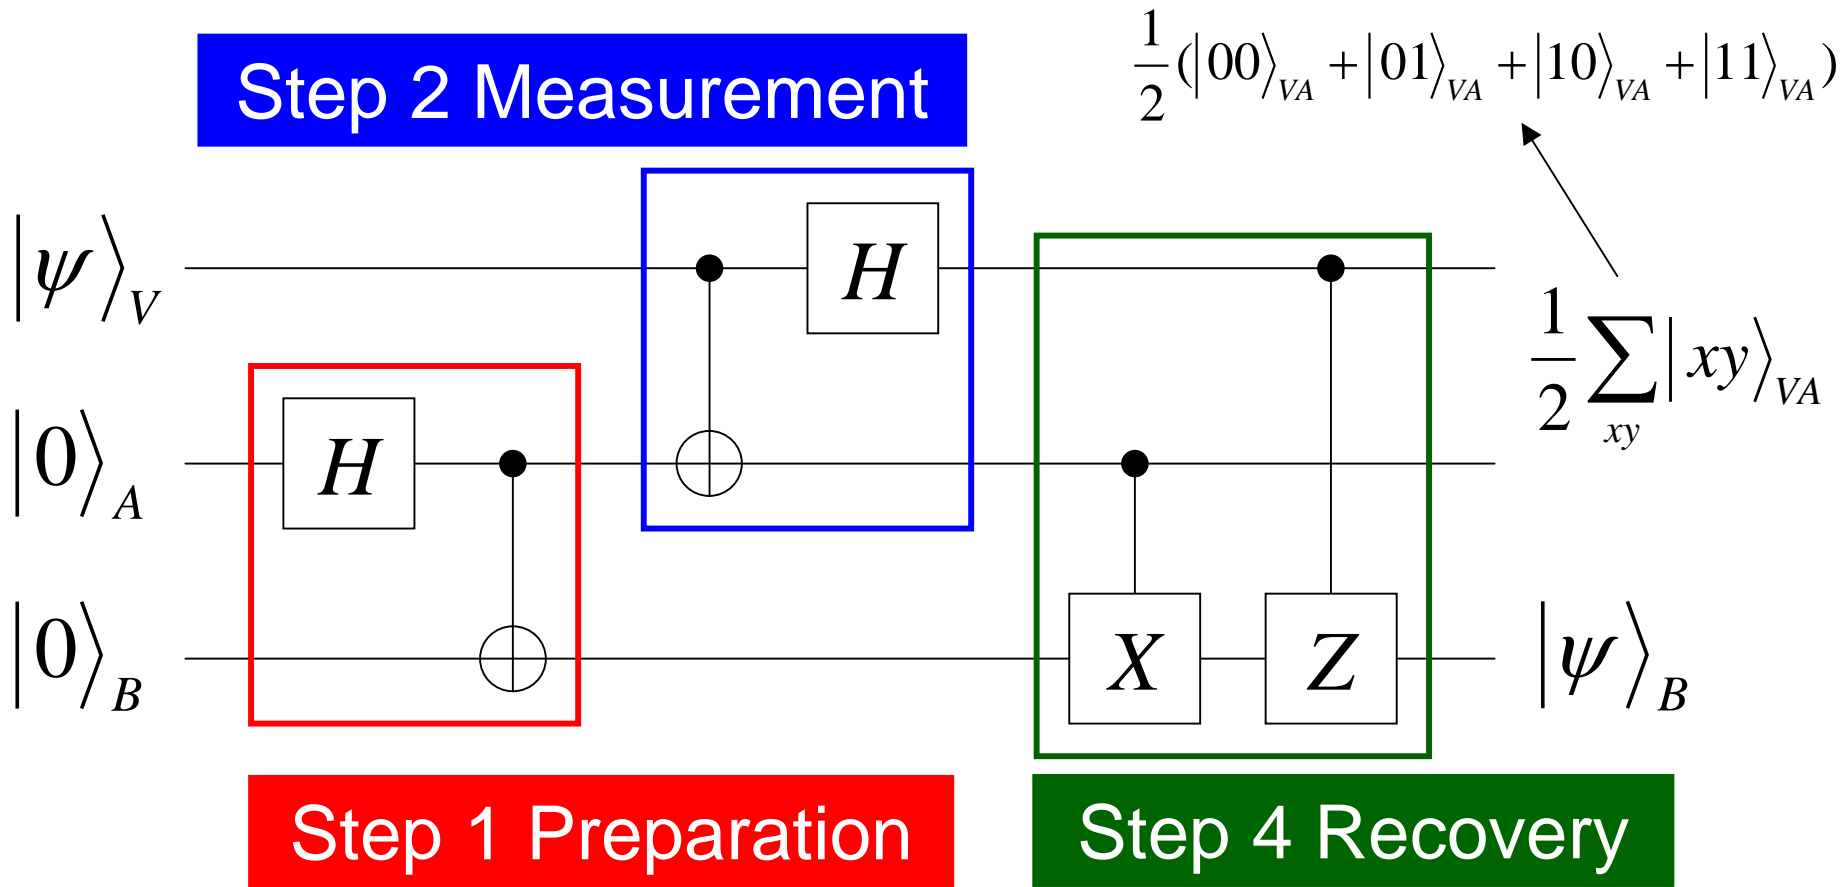 1/2 (|00⟩_VA + |01⟩_VA + |10⟩_VA + |11⟩_VA)
Step 2 Measurement
|ψ⟩_V
H
1/2 ∑_xy |xy⟩_VA
|0⟩_A
H
|0⟩_B
X
Z
|ψ⟩_B
Step 1 Preparation
Step 4 Recovery